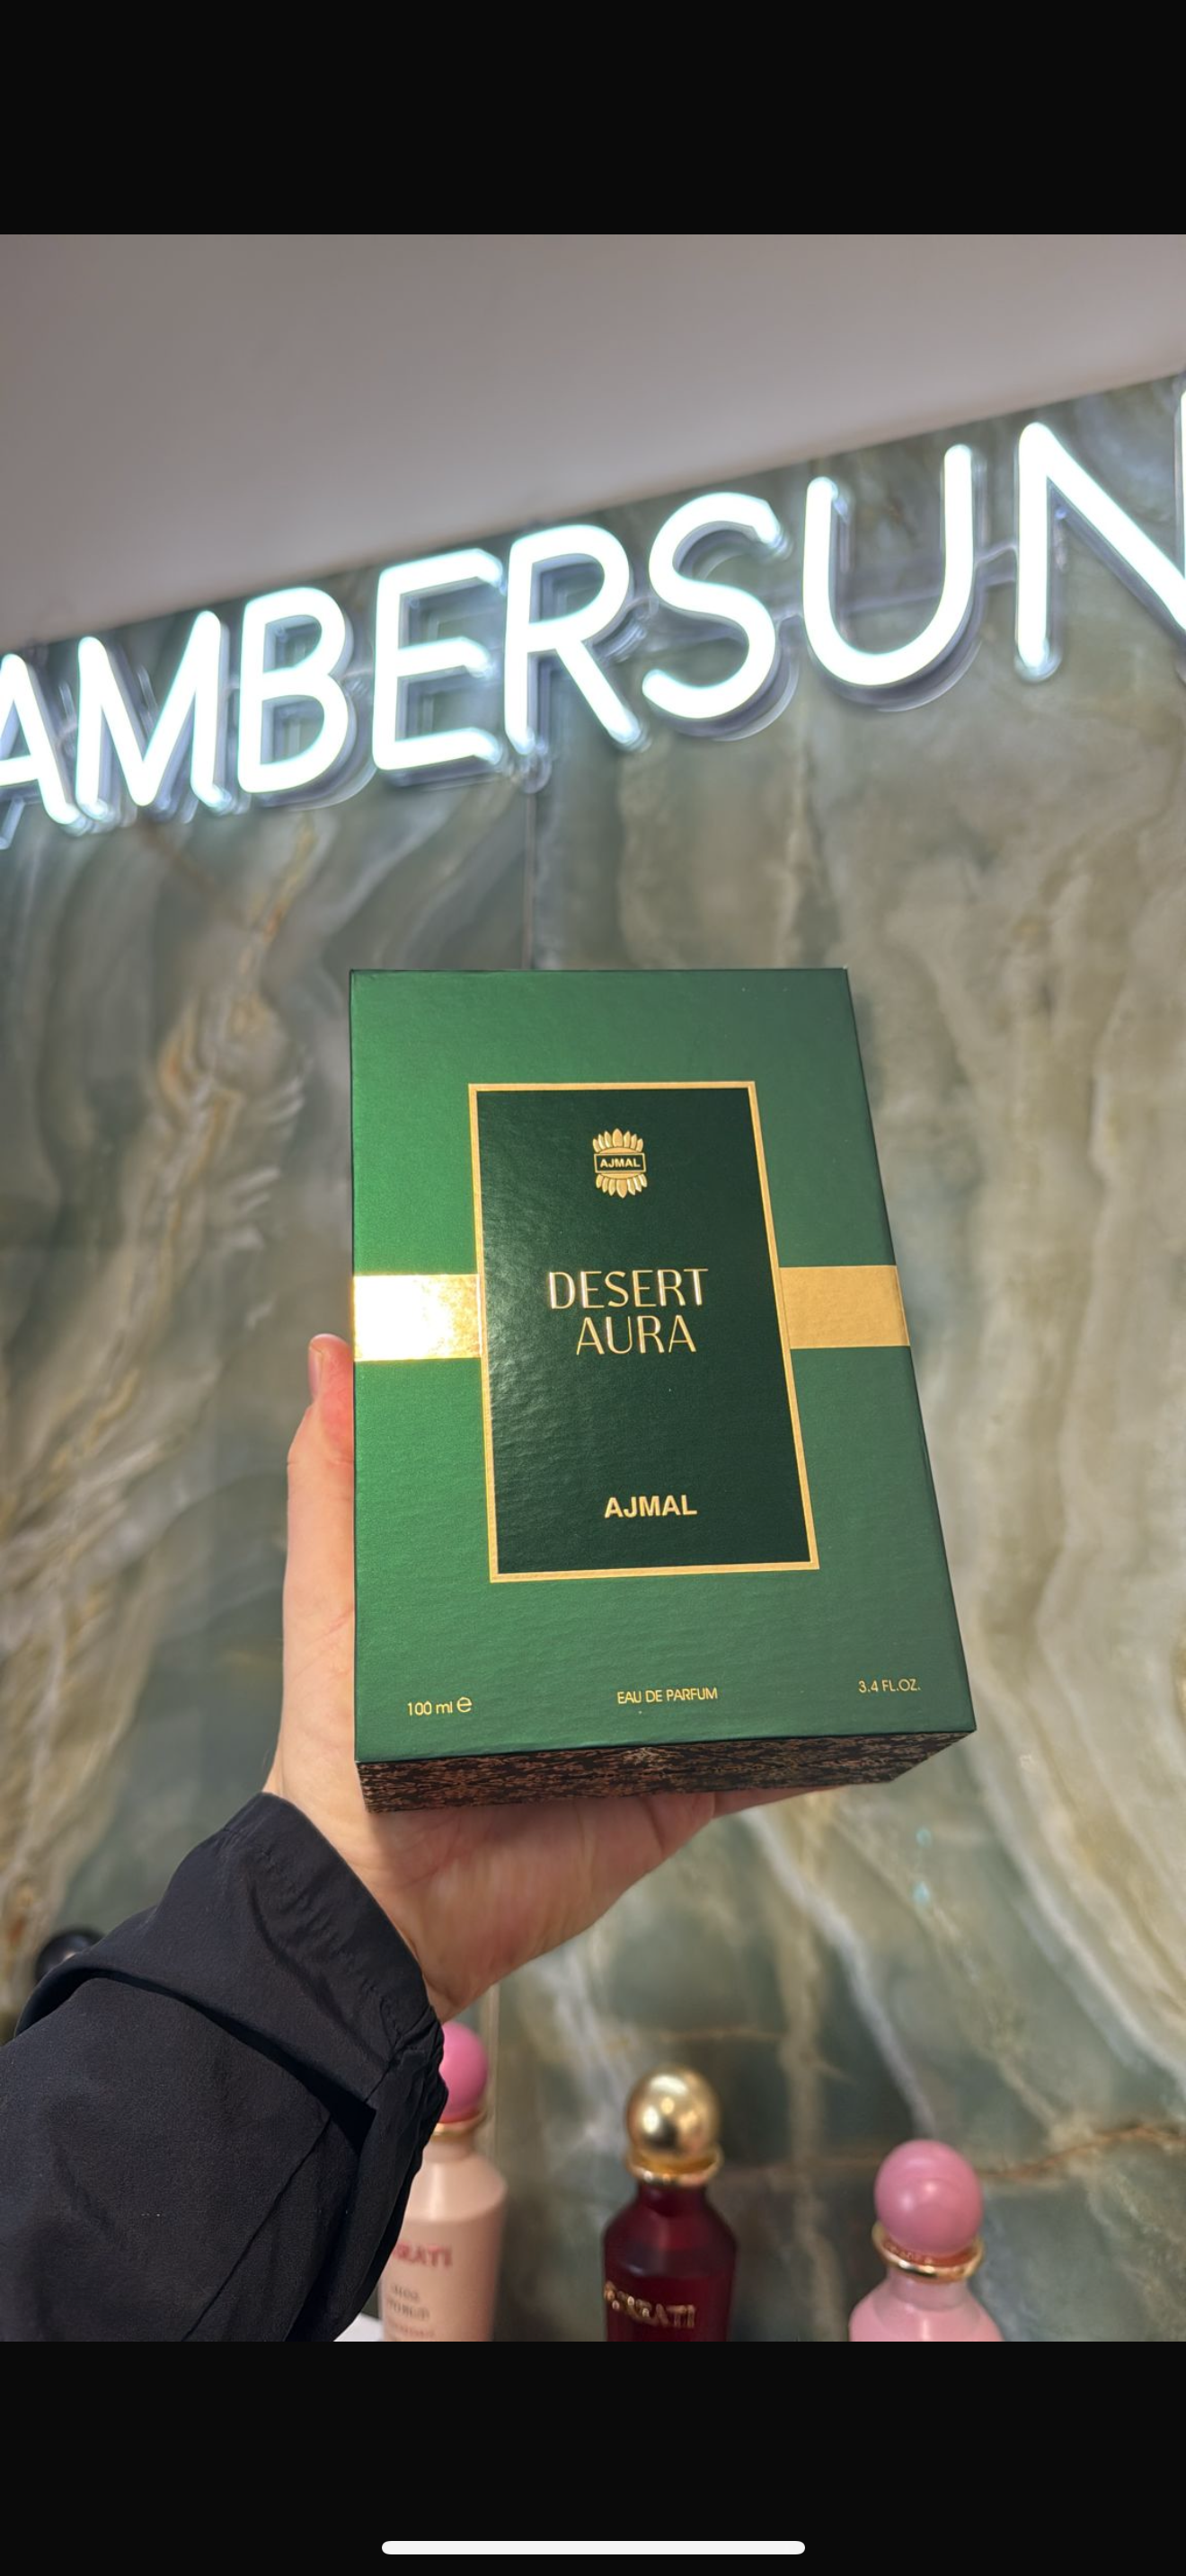 AMBERSUN
AJMAL
DESERT
AURA
AJMAL
100 ml ℮
EAU DE PARFUM
3.4 FL.OZ.